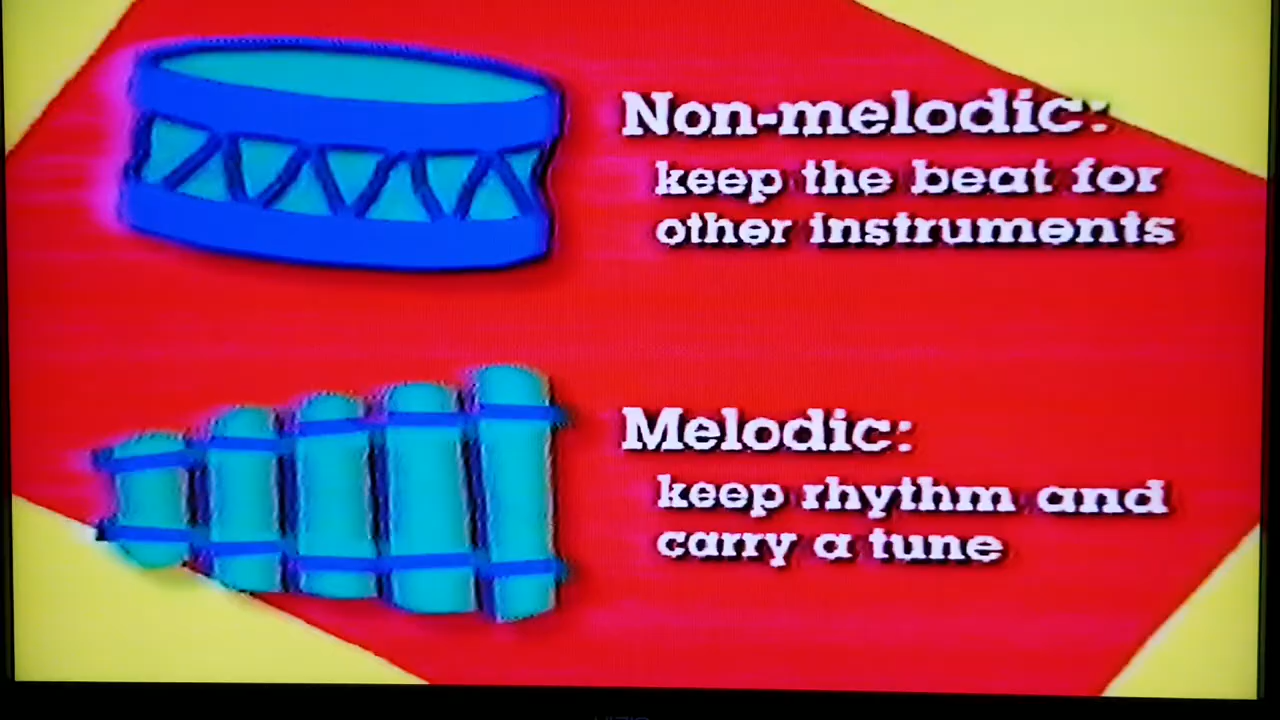 Non-melodic:
keep the beat for
other instruments
Melodic:
keep rhythm and
carry a tune